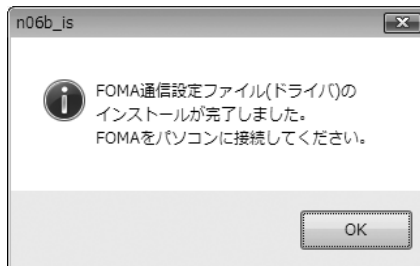 n06b_is
FOMA通信設定ファイル(ドライバ)の
インストールが完了しました。
FOMAをパソコンに接続してください。
OK